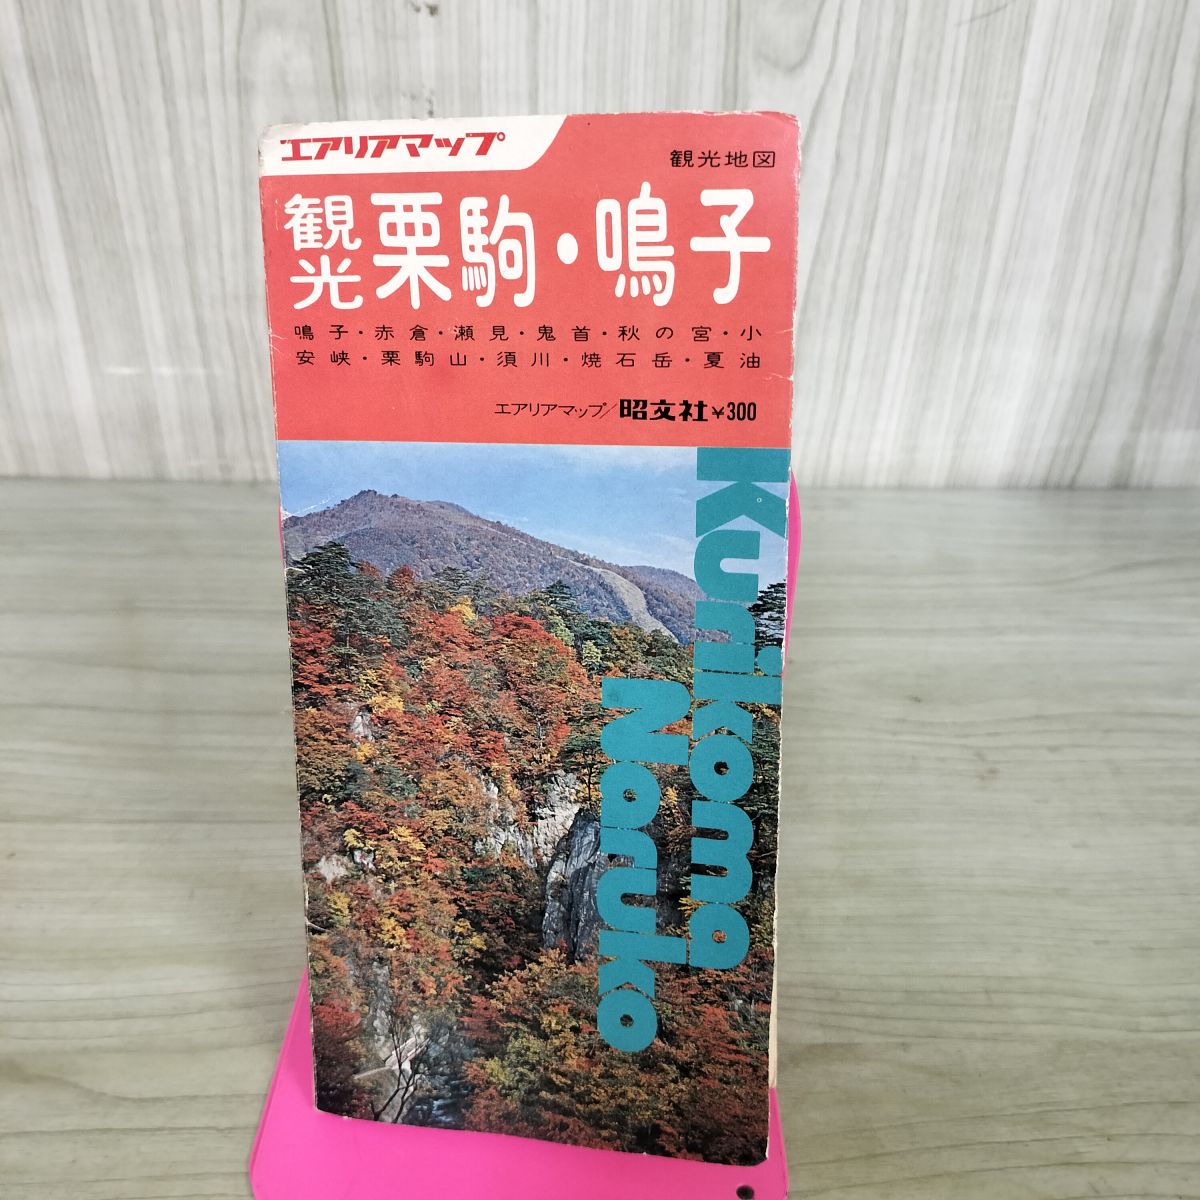 エアリアマップ
観光地図
観光 栗駒・鳴子
鳴子・赤倉・瀬見・鬼首・秋の宮・小
安峡・栗駒山・須川・焼石岳・夏油
エアリアマップ/昭文社¥300
Kurikoma
Naruko